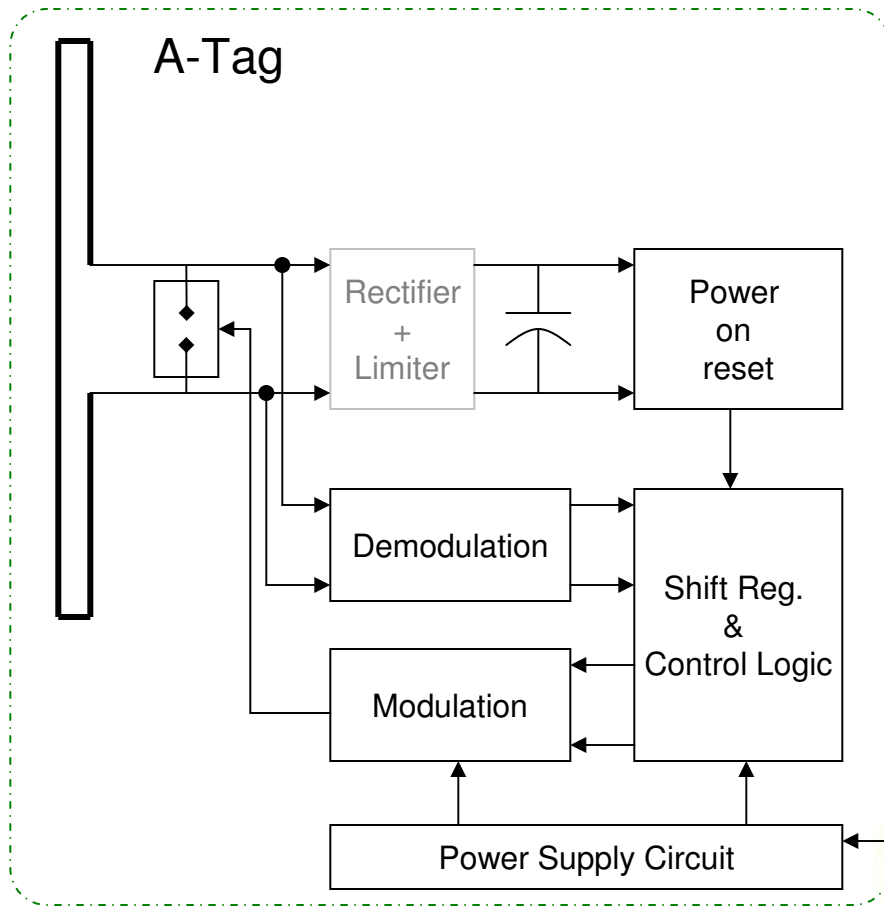 A-Tag
Rectifier
+
Limiter
Power
on
reset
Demodulation
Shift Reg.
&
Control Logic
Modulation
Power Supply Circuit